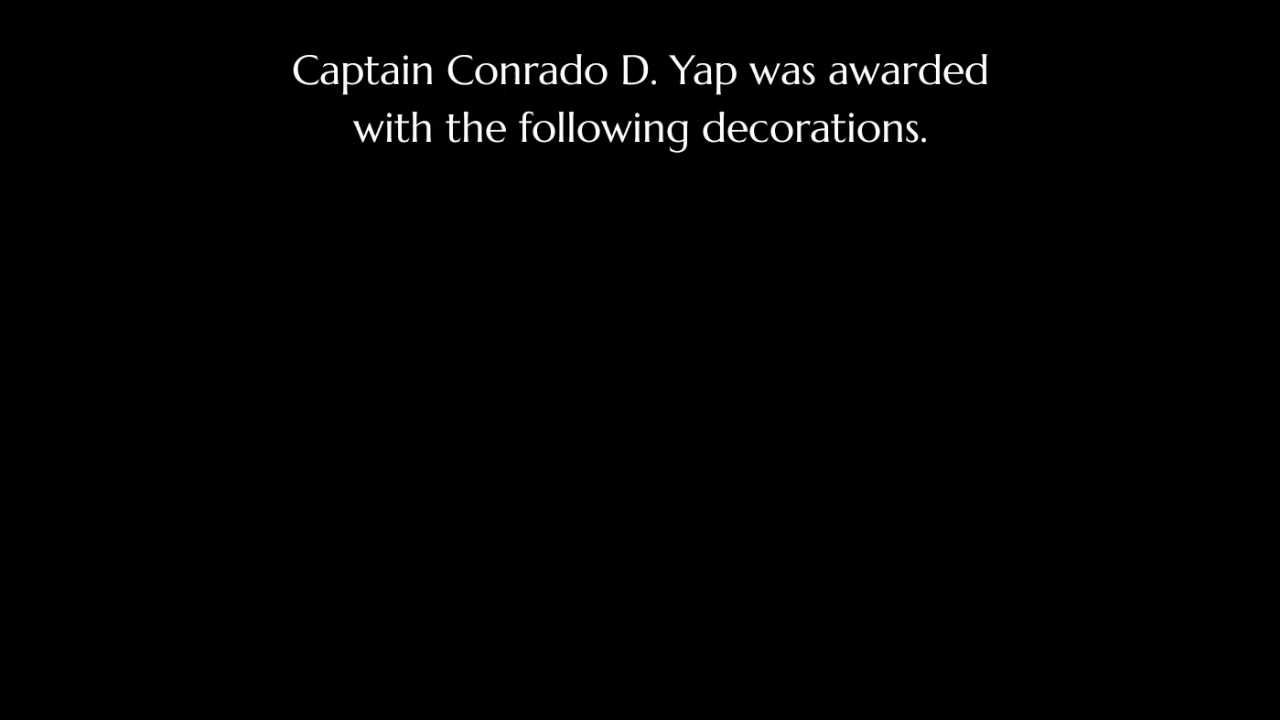 Captain Conrado D. Yap was awarded
with the following decorations.